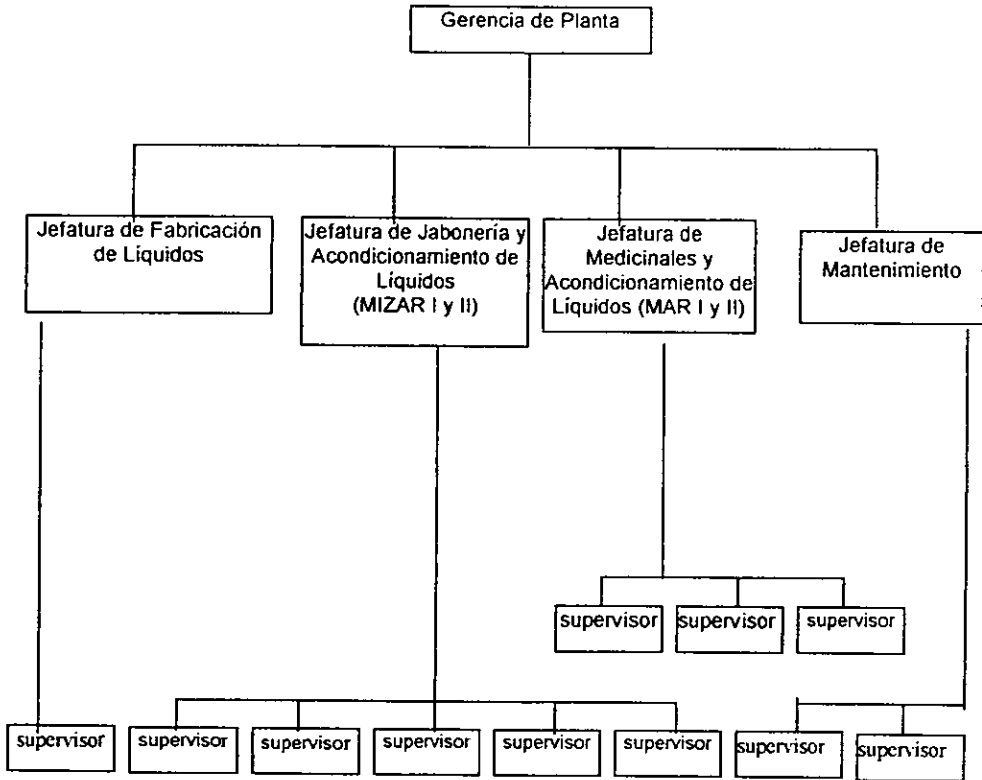 Gerencia de Planta
Jefatura de Fabricación
de Líquidos
Jefatura de Jabonería y
Acondicionamiento de
Líquidos
(MIZAR I y II)
Jefatura de
Medicinales y
Acondicionamiento de
Líquidos (MAR I y II)
Jefatura de
Mantenimiento
supervisor
supervisor
supervisor
supervisor
supervisor
supervisor
supervisor
supervisor
supervisor
supervisor
supervisor